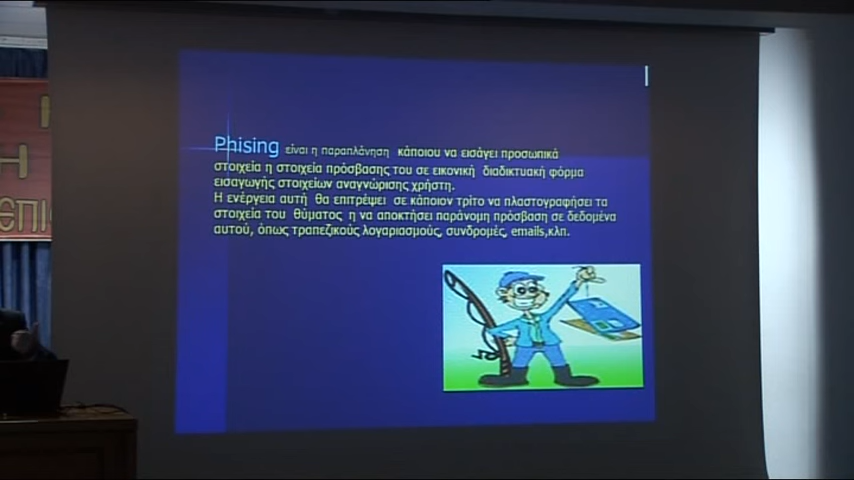 Phising είναι η παραπλάνηση κάποιου να εισάγει προσωπικά
στοιχεία η στοιχεία πρόσβασης του σε εικονική διαδικτυακή φόρμα
εισαγωγής στοιχείων αναγνώρισης χρήστη.
Η ενέργεια αυτή θα επιτρέψει σε κάποιον τρίτο να πλαστογραφήσει τα
στοιχεία του θύματος η να αποκτήσει παράνομη πρόσβαση σε δεδομένα
αυτού, όπως τραπεζικούς λογαριασμούς, συνδρομές, emails,κλπ.